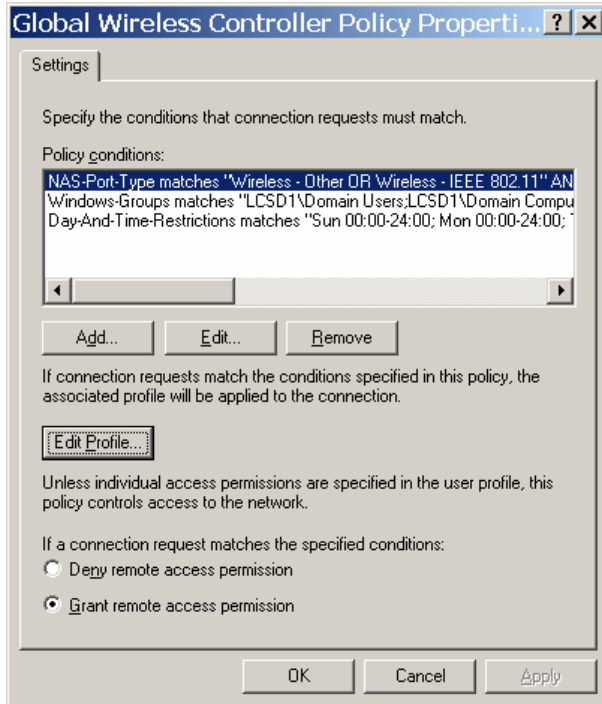 Global Wireless Controller Policy Properti...
Settings
Specify the conditions that connection requests must match.
Policy conditions:
NAS-Port-Type matches "Wireless - Other OR Wireless - IEEE 802.11" AN
Windows-Groups matches "LCSD1\Domain Users;LCSD1\Domain Compu
Day-And-Time-Restrictions matches "Sun 00:00-24:00; Mon 00:00-24:00; T
Add... Edit... Remove
If connection requests match the conditions specified in this policy, the
associated profile will be applied to the connection.
Edit Profile...
Unless individual access permissions are specified in the user profile, this
policy controls access to the network.
If a connection request matches the specified conditions:
Deny remote access permission
Grant remote access permission
OK Cancel Apply